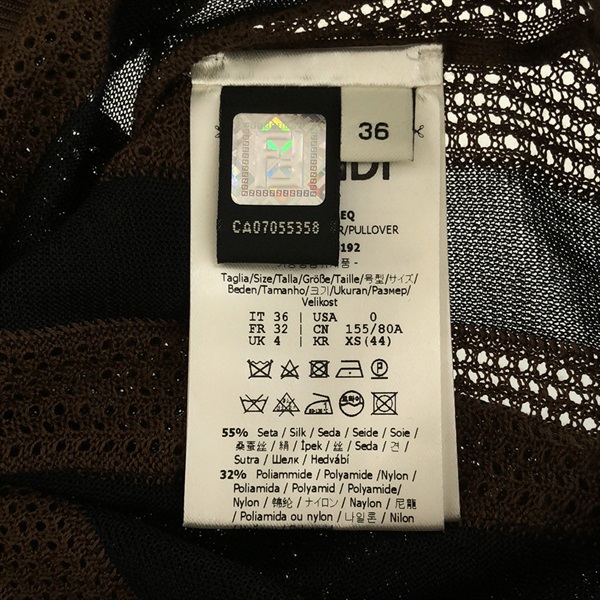 36
DI
CA07055358
EQ
R/PULLOVER
192
Taglia/Size/Talla/Größe/Taille/号型/サイズ/
Beden/Tamanho/크기/Ukuran/Размер/
Velikost
IT 36 | USA 0
FR 32 | CN 155/80A
UK 4 | KR XS(44)
55% Seta / Silk / Seda / Seide / Soie /
桑蚕丝 / 絹 / İpek / 丝 / Seda / 견 /
Sutra / Шелк / Hedvábí
32% Poliammide / Polyamide /Nylon /
Poliamida / Polyamid / Polyamide/
Nylon / 锦纶 / ナイロン / Naylon / 尼龍
/ Poliamida ou nylon / 나일론 / Nilon